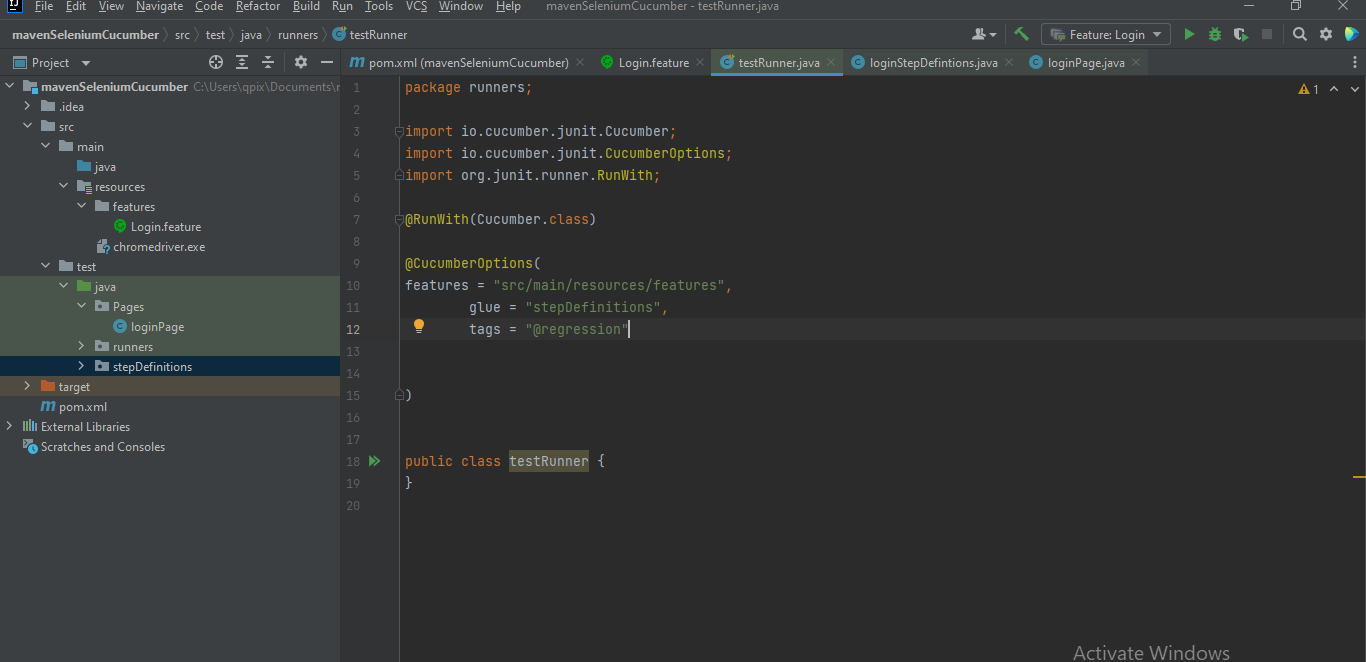 File Edit View Navigate Code Refactor Build Run Tools VCS Window Help mavenSeleniumCucumber - testRunner.java
mavenSeleniumCucumber src test java runners testRunner Feature: Login
Project
pom.xml (mavenSeleniumCucumber) Login.feature testRunner.java loginStepDefintions.java loginPage.java
mavenSeleniumCucumber C:\Users\qpix\Documents\
.idea
src
main
java
resources
features
Login.feature
chromedriver.exe
test
java
Pages
loginPage
runners
stepDefinitions
target
pom.xml
External Libraries
Scratches and Consoles
1 package runners;
1
2
3 import io.cucumber.junit.Cucumber;
4 import io.cucumber.junit.CucumberOptions;
5 import org.junit.runner.RunWith;
6
7 @RunWith(Cucumber.class)
8
9 @CucumberOptions(
10 features = "src/main/resources/features",
11 glue = "stepDefinitions",
12 tags = "@regression"
13
14
15 )
16
17
18 public class testRunner {
19 }
20
Activate Windows